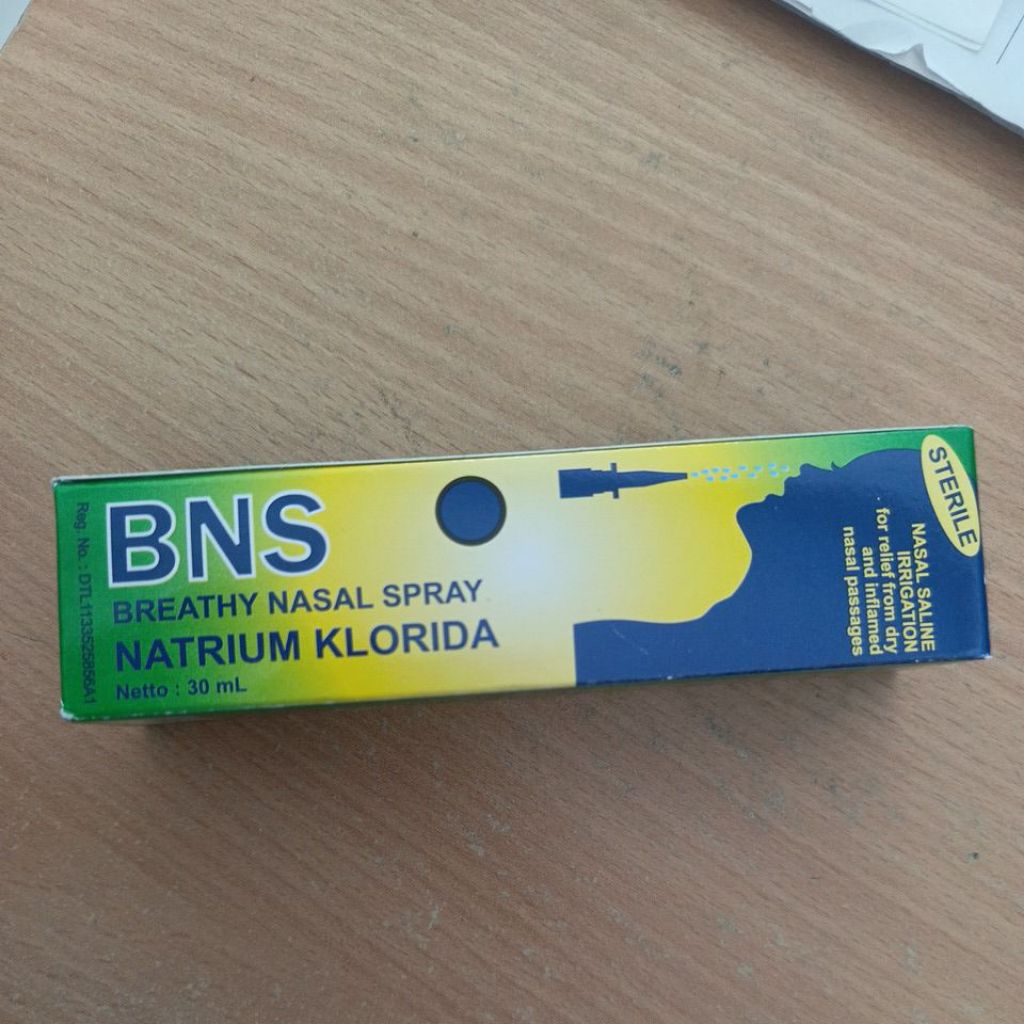 BNS
BREATHY NASAL SPRAY
NATRIUM KLORIDA
Netto : 30 mL
Reg. No. : DTL1133525856A1
STERILE
NASAL SALINE
IRRIGATION
for relief from dry
and inflamed
nasal passages